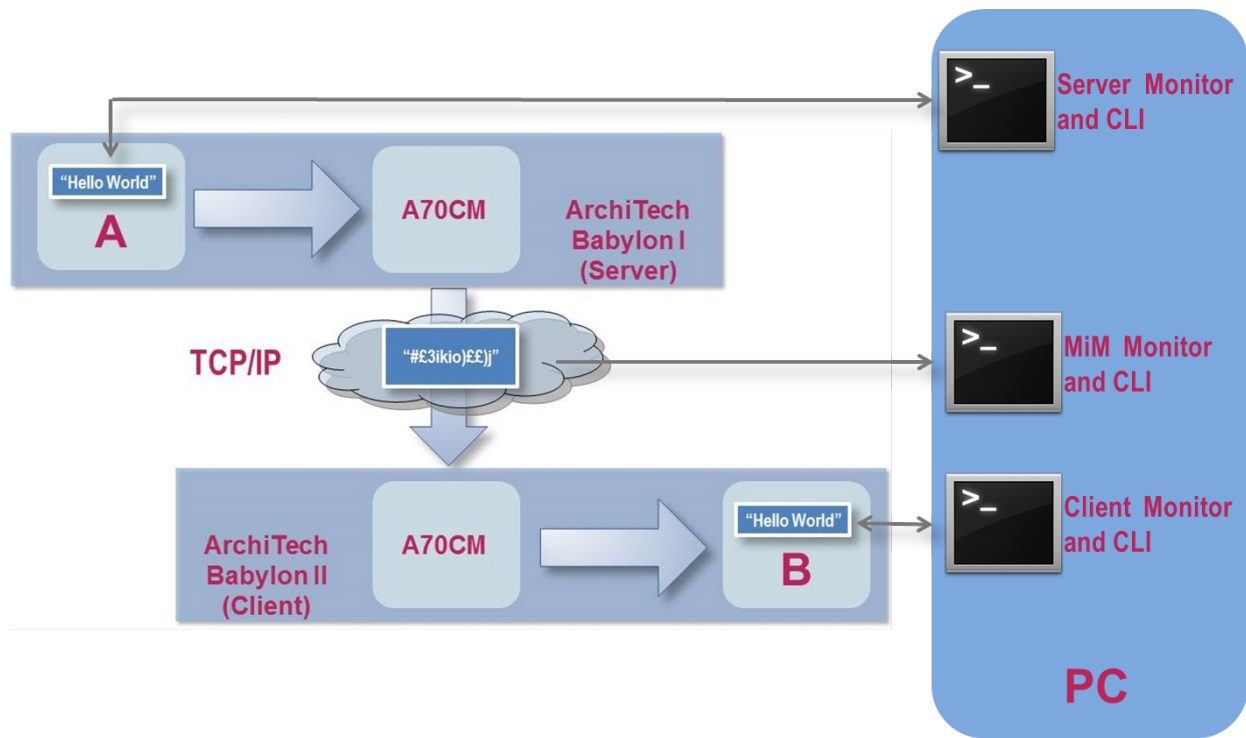 >_
Server Monitor
and CLI
"Hello World"
A
A70CM
ArchiTech
Babylon I
(Server)
TCP/IP
"#£3ikio)££)j"
>_
MiM Monitor
and CLI
ArchiTech
Babylon II
(Client)
A70CM
"Hello World"
B
>_
Client Monitor
and CLI
PC